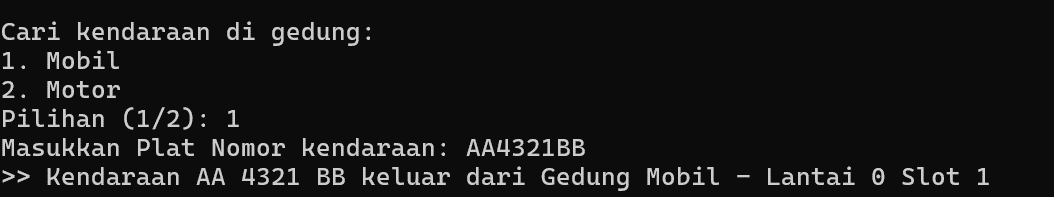 Cari kendaraan di gedung:
1. Mobil
2. Motor
Pilihan (1/2): 1
Masukkan Plat Nomor kendaraan: AA4321BB
>> Kendaraan AA 4321 BB keluar dari Gedung Mobil - Lantai 0 Slot 1